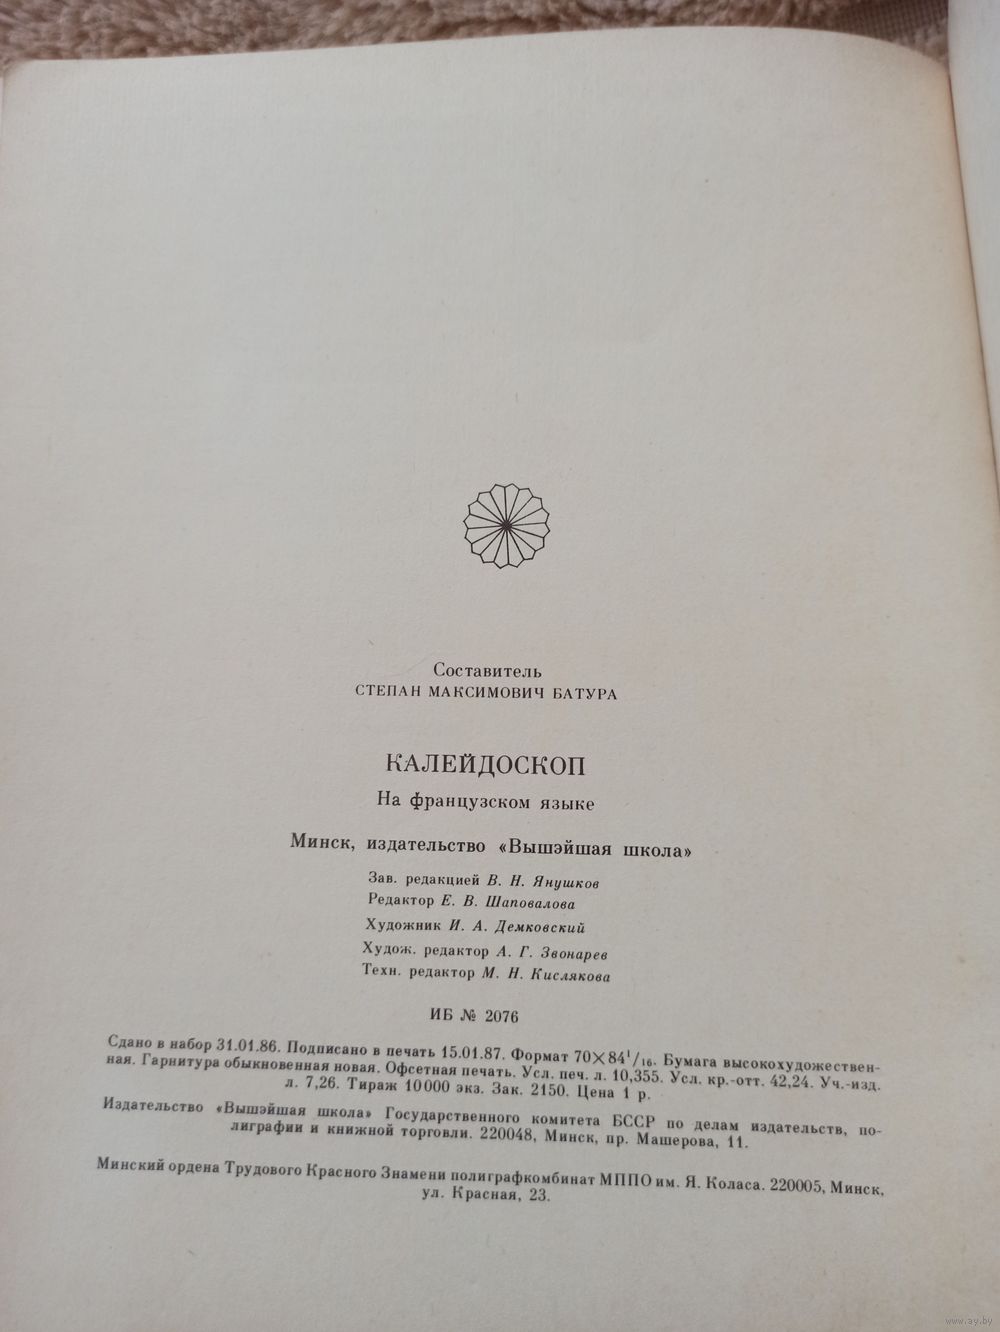 Составитель
СТЕПАН МАКСИМОВИЧ БАТУРА
КАЛЕЙДОСКОП
На французском языке
Минск, издательство «Вышэйшая школа»
Зав. редакцией В. Н. Янушков
Редактор Е. В. Шаповалова
Художник И. А. Демковский
Худож. редактор А. Г. Звонарев
Техн. редактор М. Н. Кислякова
ИБ № 2076
Сдано в набор 31.01.86. Подписано в печать 15.01.87. Формат 70×84¹/₁₆. Бумага высокохудожествен-
ная. Гарнитура обыкновенная новая. Офсетная печать. Усл. печ. л. 10,355. Усл. кр.-отт. 42,24. Уч.-изд.
л. 7,26. Тираж 10 000 экз. Зак. 2150. Цена 1 р.
Издательство «Вышэйшая школа» Государственного комитета БССР по делам издательств, по-
лиграфии и книжной торговли. 220048, Минск, пр. Машерова, 11.
Минский ордена Трудового Красного Знамени полиграфкомбинат МППО им. Я. Коласа. 220005, Минск,
ул. Красная, 23.
www.ay.by